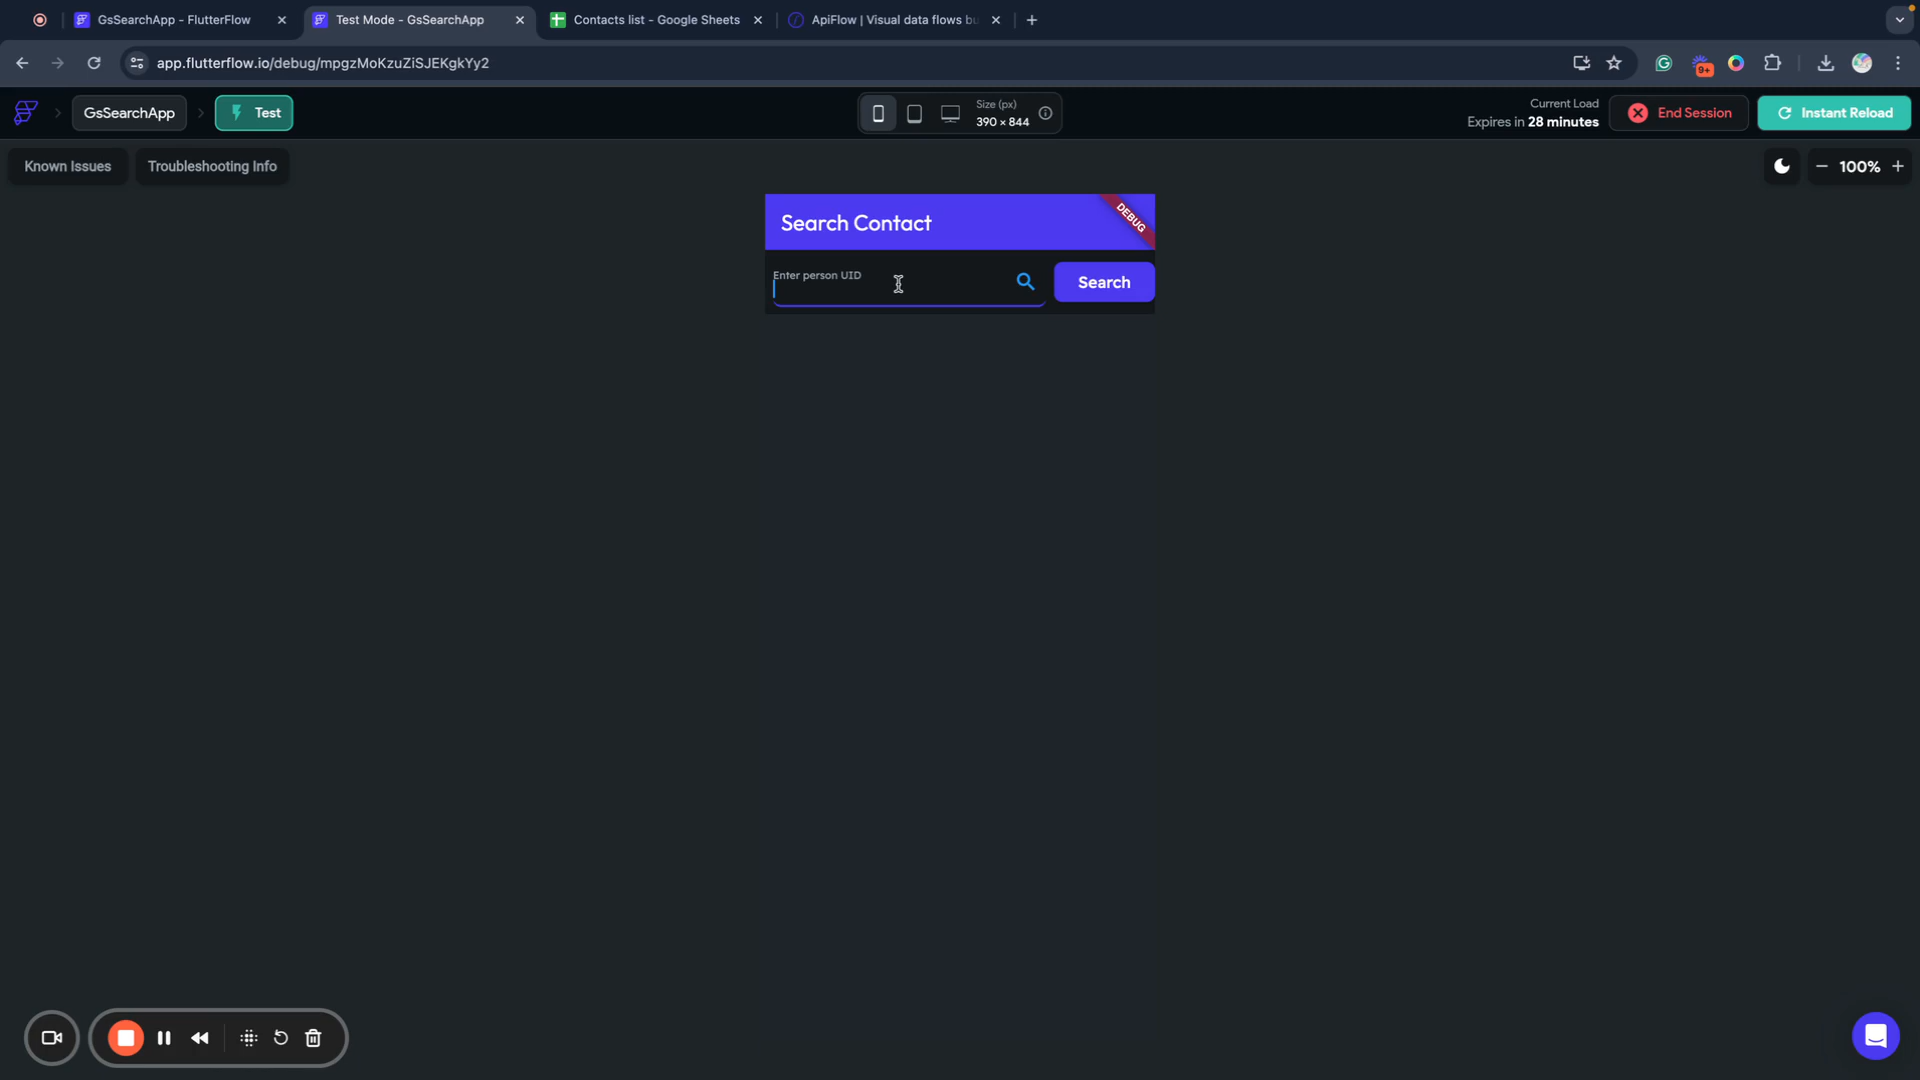 GsSearchApp - FlutterFlow
Test Mode - GsSearchApp
Contacts list - Google Sheets
ApiFlow | Visual data flows bu
app.flutterflow.io/debug/mpgzMoKzuZiSJEKgkYy2
9+
GsSearchApp
Test
Size (px)
390 × 844
Current Load
Expires in 28 minutes
End Session
Instant Reload
Known Issues
Troubleshooting Info
100%
Search Contact
DEBUG
Enter person UID
Search